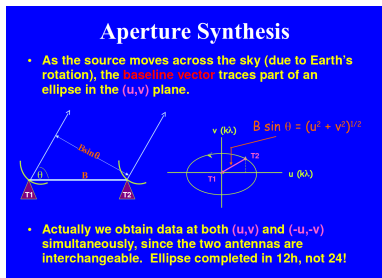 Aperture Synthesis
• As the source moves across the sky (due to Earth's
rotation), the baseline vector traces part of an
ellipse in the (u,v) plane.
B sin θ = (u² + v²)^1/2
v (kλ)
Bsinθ
T2
θ
B
T1
u (kλ)
T1
T2
• Actually we obtain data at both (u,v) and (-u,-v)
simultaneously, since the two antennas are
interchangeable. Ellipse completed in 12h, not 24!